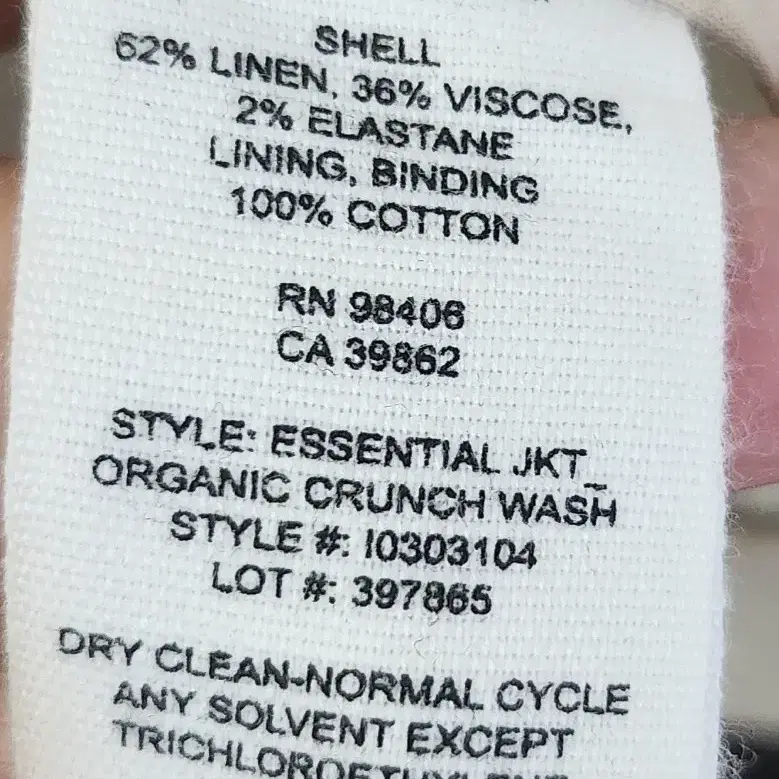 SHELL
62% LINEN, 36% VISCOSE,
2% ELASTANE
LINING, BINDING
100% COTTON
RN 98406
CA 39862
STYLE: ESSENTIAL JKT_
ORGANIC CRUNCH WASH
STYLE #: I0303104
LOT #: 397865
DRY CLEAN-NORMAL CYCLE
ANY SOLVENT EXCEPT